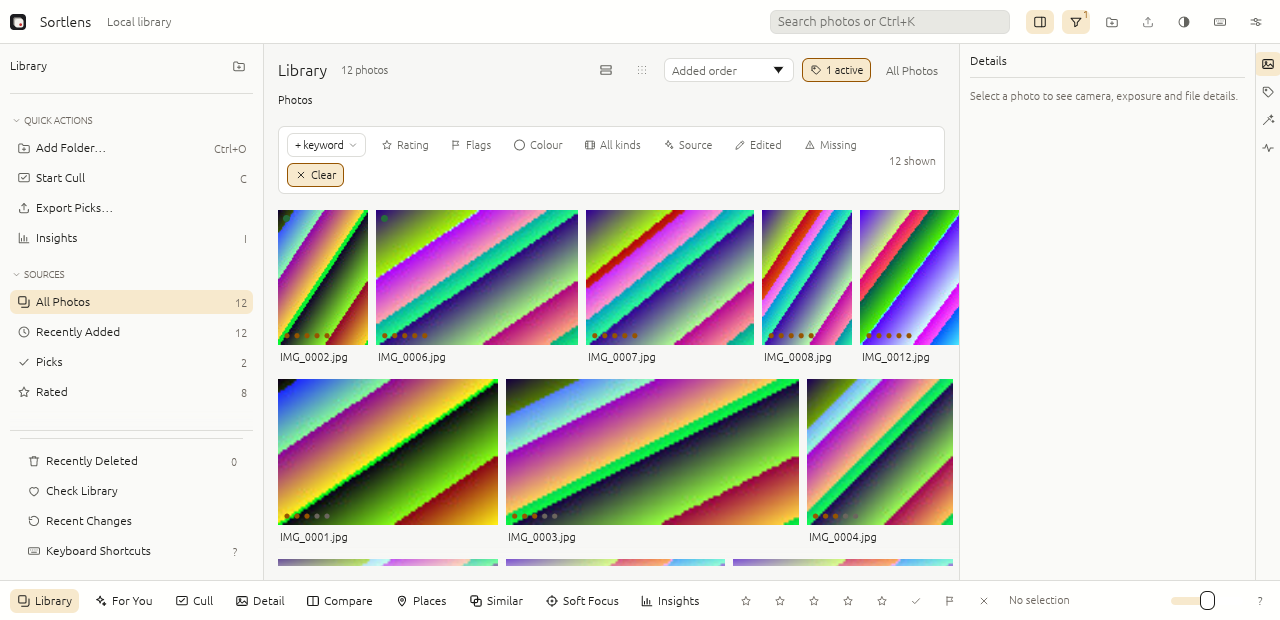 Sortlens Local library Search photos or Ctrl+K 1
Library
QUICK ACTIONS
Add Folder… Ctrl+O
Start Cull C
Export Picks…
Insights I
SOURCES
All Photos 12
Recently Added 12
Picks 2
Rated 8
Recently Deleted 0
Check Library
Recent Changes
Keyboard Shortcuts ?
Library 12 photos Added order 1 active All Photos
Photos
+ keyword Rating Flags Colour All kinds Source Edited Missing
12 shown
Clear
IMG_0002.jpg IMG_0006.jpg IMG_0007.jpg IMG_0008.jpg IMG_0012.jpg
IMG_0001.jpg IMG_0003.jpg IMG_0004.jpg
Details
Select a photo to see camera, exposure and file details.
Library For You Cull Detail Compare Places Similar Soft Focus Insights No selection ?